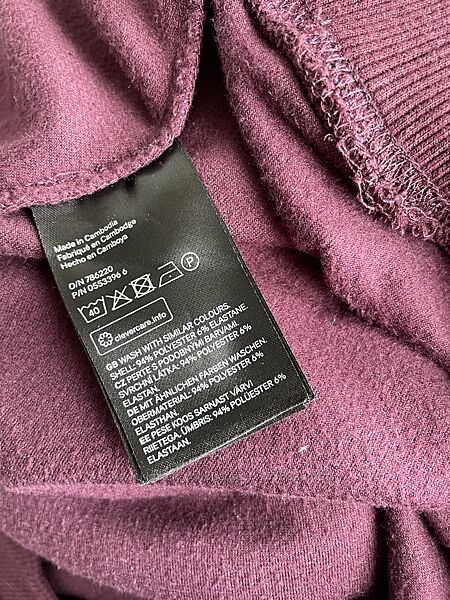 Made in Cambodia
Fabriqué en Cambodge
Hecho en Camboya
O/N 786220
P/N 0553396 6
40
P
clevercare.info
GB WASH WITH SIMILAR COLOURS.
SHELL: 94% POLYESTER 6% ELASTANE.
CZ PERTE S PODOBNÝMI BARVAMI
SVRCHNÍ LÁTKA: 94% POLYESTER 6%
ELASTAN.
DE MIT ÄHNLICHEN FARBEN WASCHEN.
OBERMATERIAL: 94% POLYESTER 6%
ELASTHAN.
EE PESE KOOS SARNAST VÄRVI
RIIETEGA. ÜMBRIS: 94% POLÜESTER 6%
ELASTAAN.